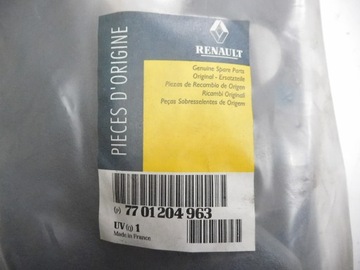 PIECES D'ORIGINE
RENAULT
Genuine Spare Parts
Original - Ersatzteile
Piezas de Recambio de Origen
Ricambi Originali
Peças Sobresselentes de Origem
(P) 77 01 204 963
UV(i) 1
Made in France